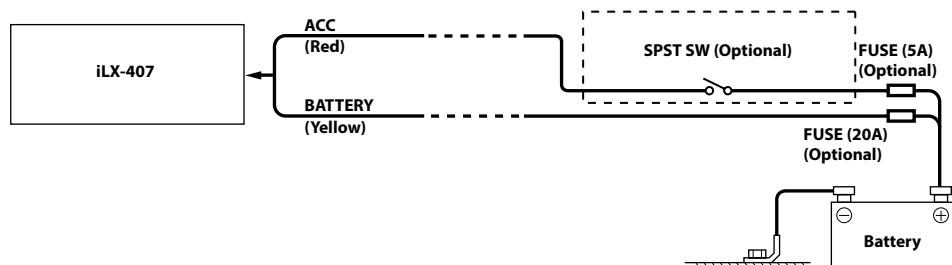 ACC
(Red)
SPST SW (Optional)
FUSE (5A)
(Optional)
iLX-407
BATTERY
(Yellow)
FUSE (20A)
(Optional)
Battery